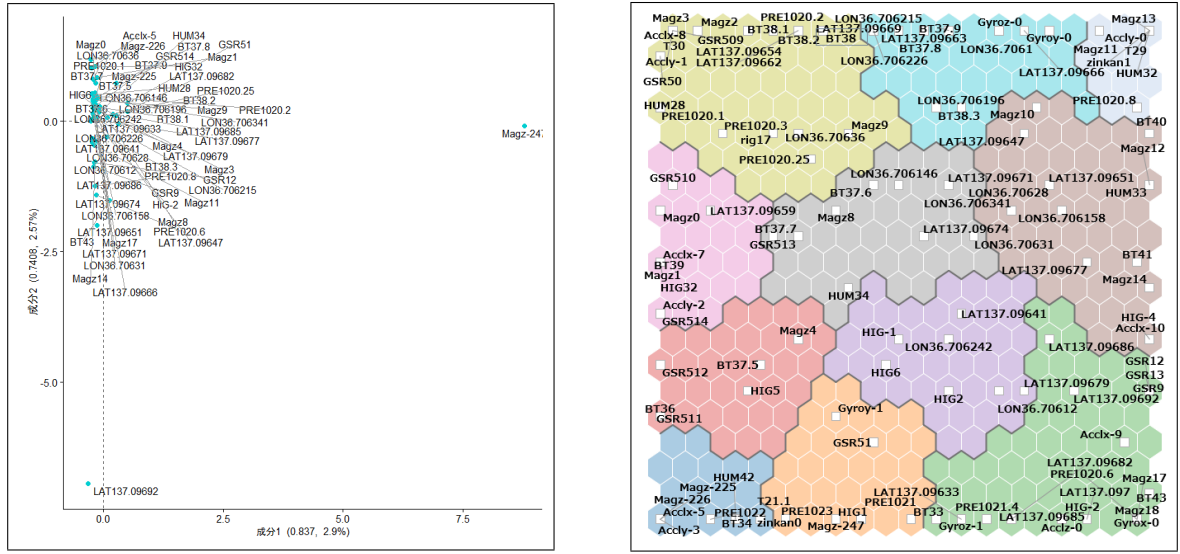 Acclx-5 HUM34
Magz0 Magz-226 BT37.8 GSR51
LON36.70636 GSR514 Magz1
PRE1020.1 BT37.9 HIG32
BT37.7 Magz-225 LAT137.09682
BT37.5 HUM28 PRE1020.25
HIG6 LON36.706146 BT38.2
BT37.6 LON36.706196 Magz9 PRE1020.2
0.0 LON36.706242 BT38.1 LON36.706341
LAT137.09633 LAT137.09685
LON36.706226 LAT137.09677
LAT137.09641 Magz4
LON36.70628 LAT137.09679
LON36.70612 BT38.3 Magz3
PRE1020.8 GSR12
LAT137.09686 GSR9 LON36.706215
LAT137.09674 HIG-2 Magz11
LON36.706158 Magz8
LAT137.09651 PRE1020.6
BT43 Magz17 LAT137.09647
-2.5 LAT137.09671
LON36.70631
Magz14
LAT137.09666
Magz-247
-5.0
LAT137.09692
0.0 2.5 5.0 7.5
成分1 (0.837, 2.9%)
成分2 (0.7408, 2.57%)
Magz3 Magz2 PRE1020.2 LON36.706215 Gyroz-0 Magz13
Acclx-8 BT38.1 LAT137.09669 BT37.9 Gyroy-0 Accly-0
T30 GSR509 BT38.2 BT38 LAT137.09663 Magz11 T29
Accly-1 LAT137.09654 BT37.8 LON36.7061 zinkan1
LAT137.09662 LON36.706226 LAT137.09666 HUM32
GSR50
HUM28 LON36.706196 Magz10 PRE1020.8
PRE1020.1 BT38.3 BT40
PRE1020.3 Magz9
rig17 LON36.70636 LAT137.09647 Magz12
PRE1020.25
GSR510 LON36.706146 LAT137.09671 LAT137.09651
BT37.6 LON36.70628 HUM33
LON36.706341
Magz0 LAT137.09659 Magz8 LON36.706158
BT37.7 LAT137.09674
GSR513 LON36.70631
Acclx-7 BT41
BT39 LAT137.09677
Magz1
HIG32 HUM34 Magz14
Accly-2
GSR514 LAT137.09641 HIG-4
Magz4 HIG-1 Acclx-10
LON36.706242 LAT137.09686
GSR512 BT37.5 HIG6 GSR12
GSR13
HIG5 HIG2 LAT137.09679 GSR9
LAT137.09692
BT36 Gyroy-1 LON36.70612
GSR511
GSR51 Acclx-9
LAT137.09682
HUM42 PRE1020.6
Magz-225 Magz17
Magz-226 LAT137.09633 LAT137.097 BT43
T21.1 PRE1021 PRE1021.4
Acclx-5 PRE1022 PRE1023 HIG1 BT33 HIG-2 Magz18
BT34 zinkan0 LAT137.09685 Gyrox-0
Accly-3 Magz-247 Gyroz-1 Acclz-0